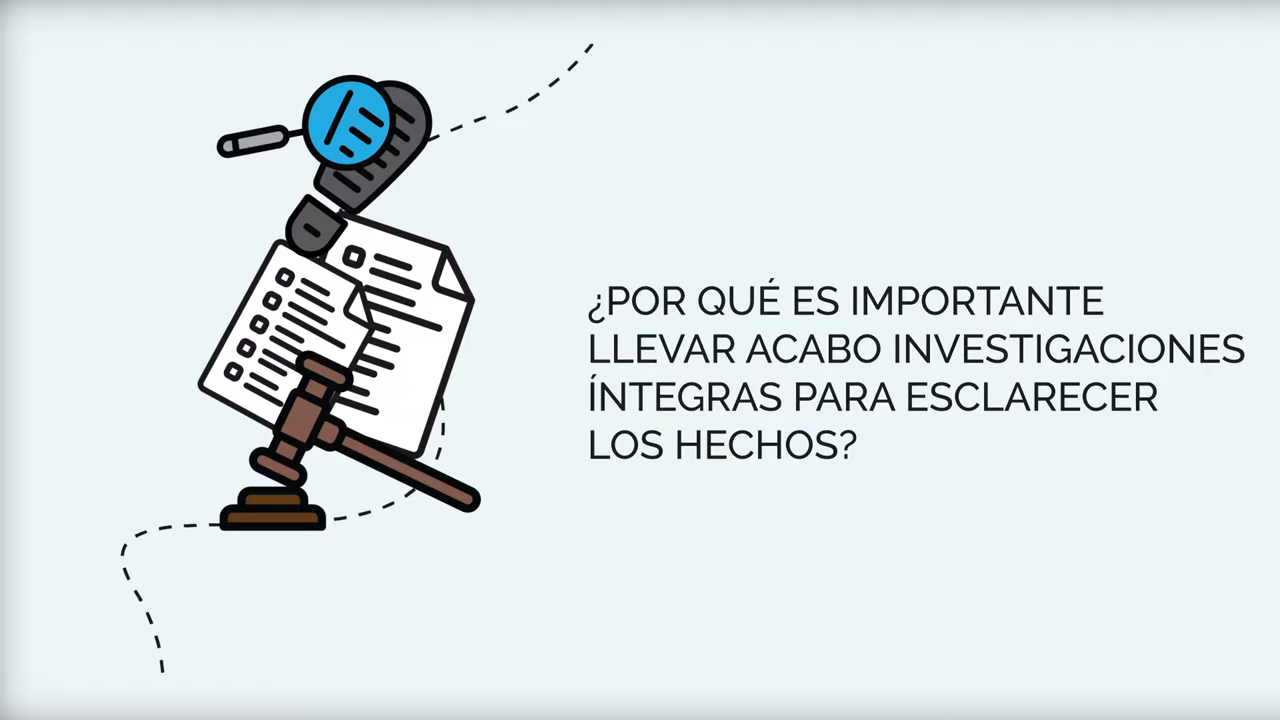 ¿POR QUÉ ES IMPORTANTE
LLEVAR ACABO INVESTIGACIONES
ÍNTEGRAS PARA ESCLARECER
LOS HECHOS?